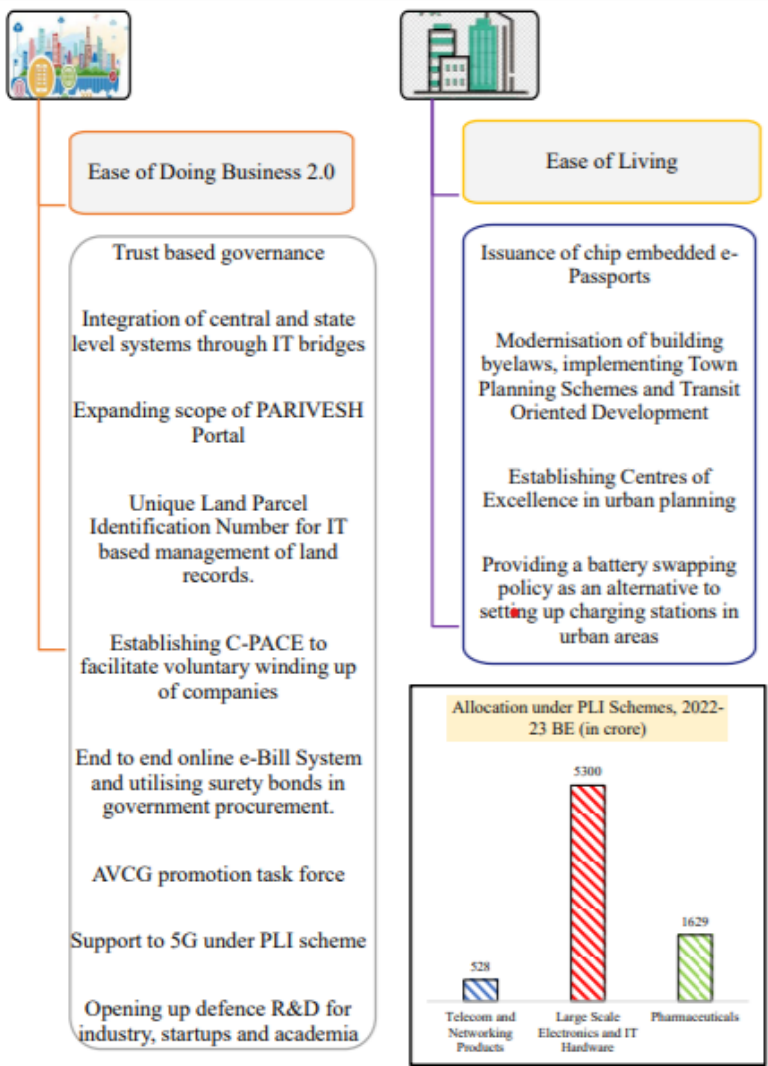 Ease of Doing Business 2.0
Trust based governance
Integration of central and state
level systems through IT bridges
Expanding scope of PARIVESH
Portal
Unique Land Parcel
Identification Number for IT
based management of land
records.
Establishing C-PACE to
facilitate voluntary winding up
of companies
End to end online e-Bill System
and utilising surety bonds in
government procurement.
AVCG promotion task force
Support to 5G under PLI scheme
Opening up defence R&D for
industry, startups and academia
Ease of Living
Issuance of chip embedded e-
Passports
Modernisation of building
byelaws, implementing Town
Planning Schemes and Transit
Oriented Development
Establishing Centres of
Excellence in urban planning
Providing a battery swapping
policy as an alternative to
setting up charging stations in
urban areas
Allocation under PLI Schemes, 2022-
23 BE (in crore)
528
5300
1629
Telecom and
Networking
Products
Large Scale
Electronics and IT
Hardware
Pharmaceuticals